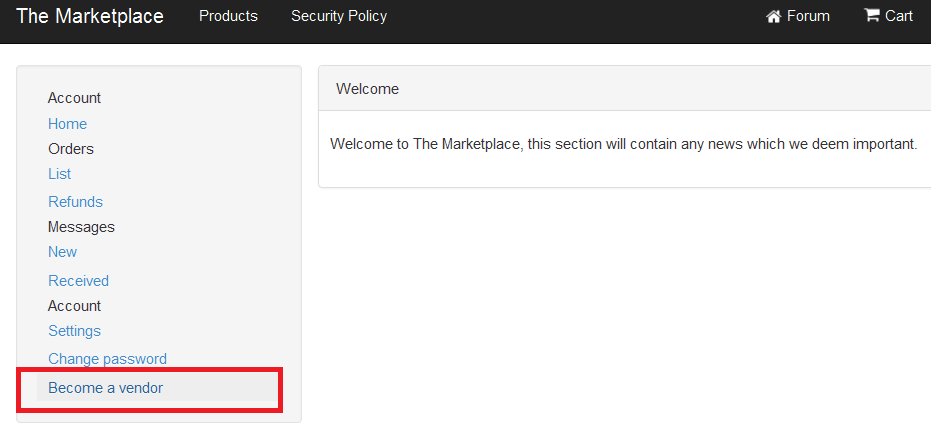 The Marketplace Products Security Policy Forum Cart
Account
Home
Orders
List
Refunds
Messages
New
Received
Account
Settings
Change password
Become a vendor
Welcome
Welcome to The Marketplace, this section will contain any news which we deem important.